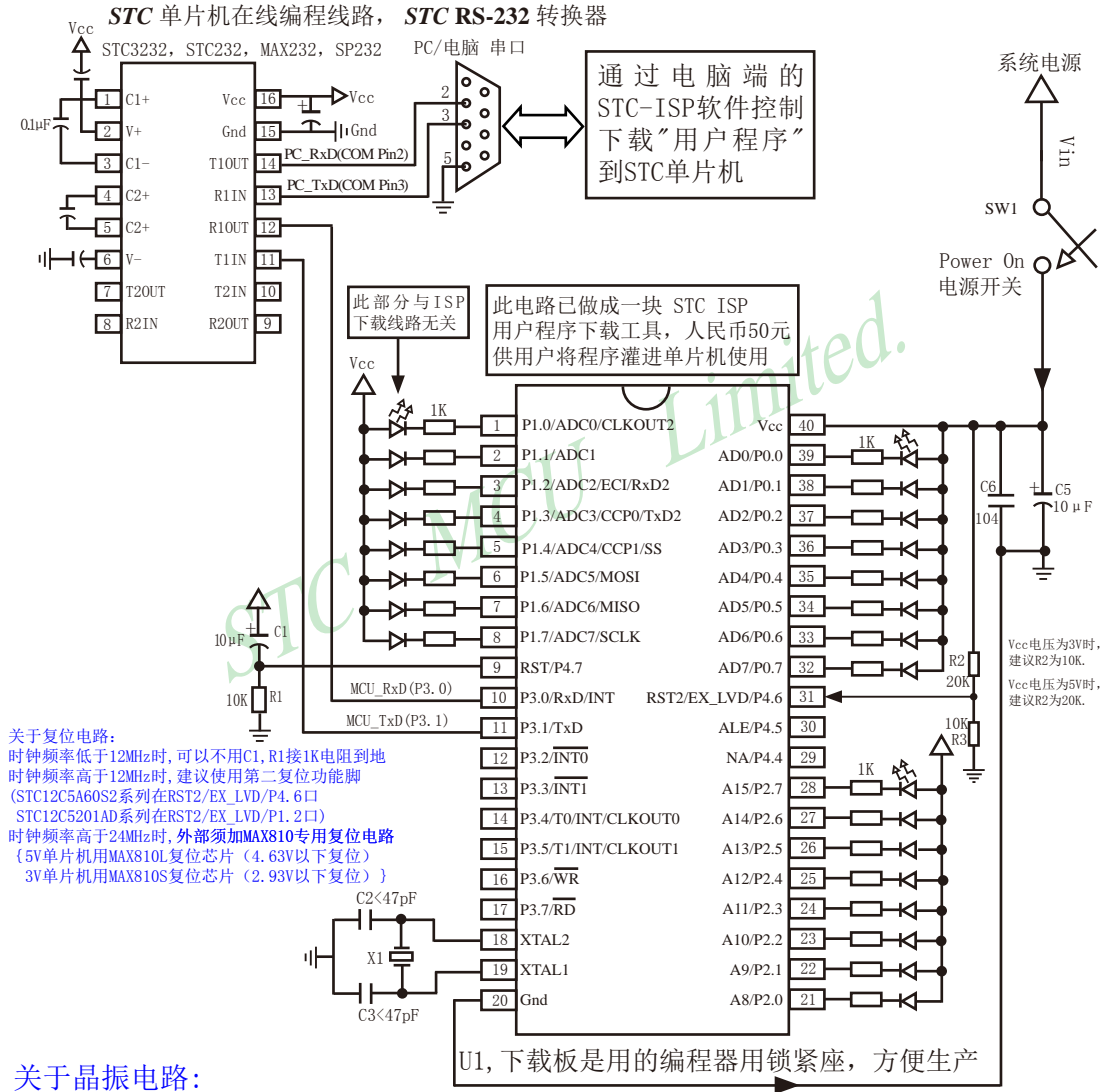 STC 单片机在线编程线路， STC RS-232 转换器
Vcc
STC3232，STC232，MAX232，SP232
PC/电脑 串口
0.1μF
1 C1+
2 V+
3 C1-
4 C2+
5 C2+
6 V-
7 T2OUT
8 R2IN
Vcc 16
Gnd 15
T1OUT 14
R1IN 13
R1OUT 12
T1IN 11
T2IN 10
R2OUT 9
+
Vcc
Gnd
PC_RxD(COM Pin2)
PC_TxD(COM Pin3)
2
3
5
通过电脑端的
STC-ISP软件控制
下载"用户程序"
到STC单片机
系统电源
Vin
SW1
Power On
电源开关
此部分与ISP
下载线路无关
此电路已做成一块 STC ISP
用户程序下载工具，人民币50元
供用户将程序灌进单片机使用
STC MCU Limited.
Vcc
1K
1 P1.0/ADC0/CLKOUT2
2 P1.1/ADC1
3 P1.2/ADC2/ECI/RxD2
4 P1.3/ADC3/CCP0/TxD2
5 P1.4/ADC4/CCP1/SS
6 P1.5/ADC5/MOSI
7 P1.6/ADC6/MISO
8 P1.7/ADC7/SCLK
9 RST/P4.7
10 P3.0/RxD/INT
11 P3.1/TxD
12 P3.2/INT0
13 P3.3/INT1
14 P3.4/T0/INT/CLKOUT0
15 P3.5/T1/INT/CLKOUT1
16 P3.6/WR
17 P3.7/RD
18 XTAL2
19 XTAL1
20 Gnd
Vcc 40
AD0/P0.0 39
AD1/P0.1 38
AD2/P0.2 37
AD3/P0.3 36
AD4/P0.4 35
AD5/P0.5 34
AD6/P0.6 33
AD7/P0.7 32
RST2/EX_LVD/P4.6 31
ALE/P4.5 30
NA/P4.4 29
A15/P2.7 28
A14/P2.6 27
A13/P2.5 26
A12/P2.4 25
A11/P2.3 24
A10/P2.2 23
A9/P2.1 22
A8/P2.0 21
1K
1K
C6
104
+ C5
10μF
R2
20K
10K
R3
Vcc电压为3V时，
建议R2为10K.
Vcc电压为5V时，
建议R2为20K.
10μF + C1
10K R1
MCU_RxD(P3.0)
MCU_TxD(P3.1)
关于复位电路：
时钟频率低于12MHz时，可以不用C1，R1接1K电阻到地
时钟频率高于12MHz时，建议使用第二复位功能脚
(STC12C5A60S2系列在RST2/EX_LVD/P4.6口
STC12C5201AD系列在RST2/EX_LVD/P1.2口)
时钟频率高于24MHz时，外部须加MAX810专用复位电路
{5V单片机用MAX810L复位芯片（4.63V以下复位）
3V单片机用MAX810S复位芯片（2.93V以下复位）}
C2<47pF
X1
C3<47pF
U1，下载板是用的编程器用锁紧座，方便生产
关于晶振电路：